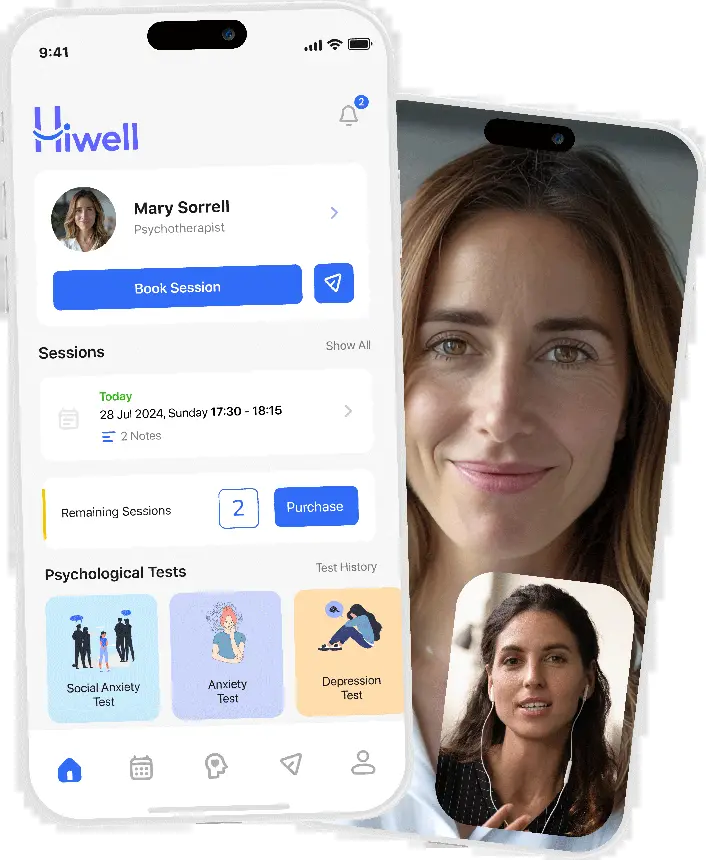 9:41
2
Hiwell
Mary Sorrell
Psychotherapist
Book Session
Sessions
Show All
Today
28 Jul 2024, Sunday 17:30 - 18:15
2 Notes
Remaining Sessions
2
Purchase
Psychological Tests
Test History
Social Anxiety
Test
Anxiety
Test
Depression
Test